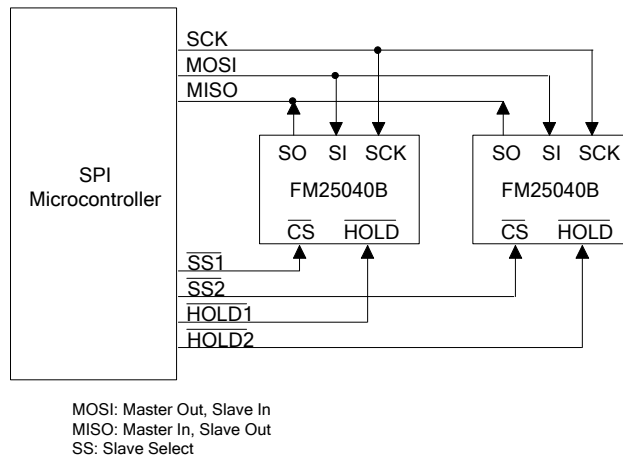 SCK
MOSI
MISO
SO SI SCK
FM25040B
CS HOLD
SO SI SCK
FM25040B
CS HOLD
SPI
Microcontroller
SS1
SS2
HOLD1
HOLD2
MOSI: Master Out, Slave In
MISO: Master In, Slave Out
SS: Slave Select